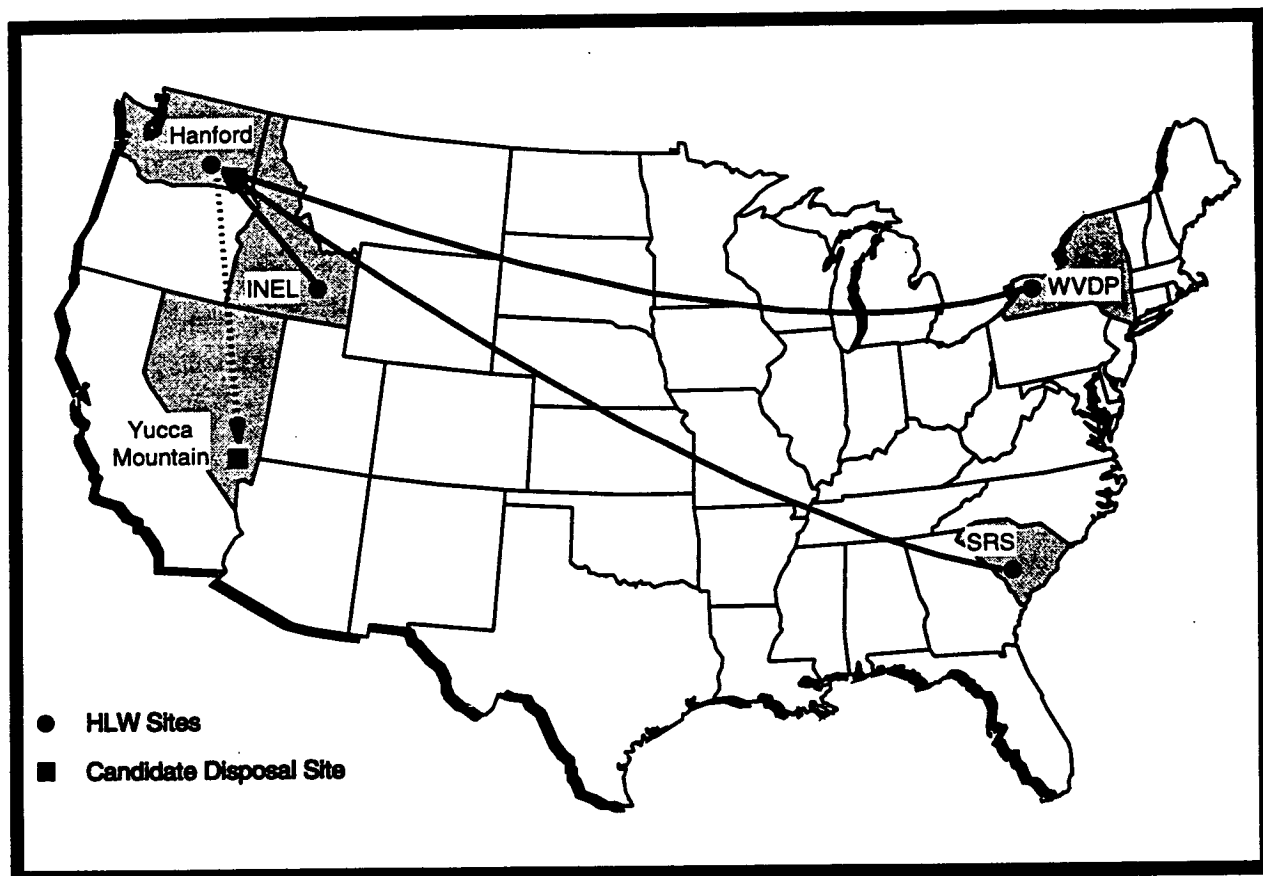 Hanford
INEL
WVDP
Yucca
Mountain
SRS
HLW Sites
Candidate Disposal Site